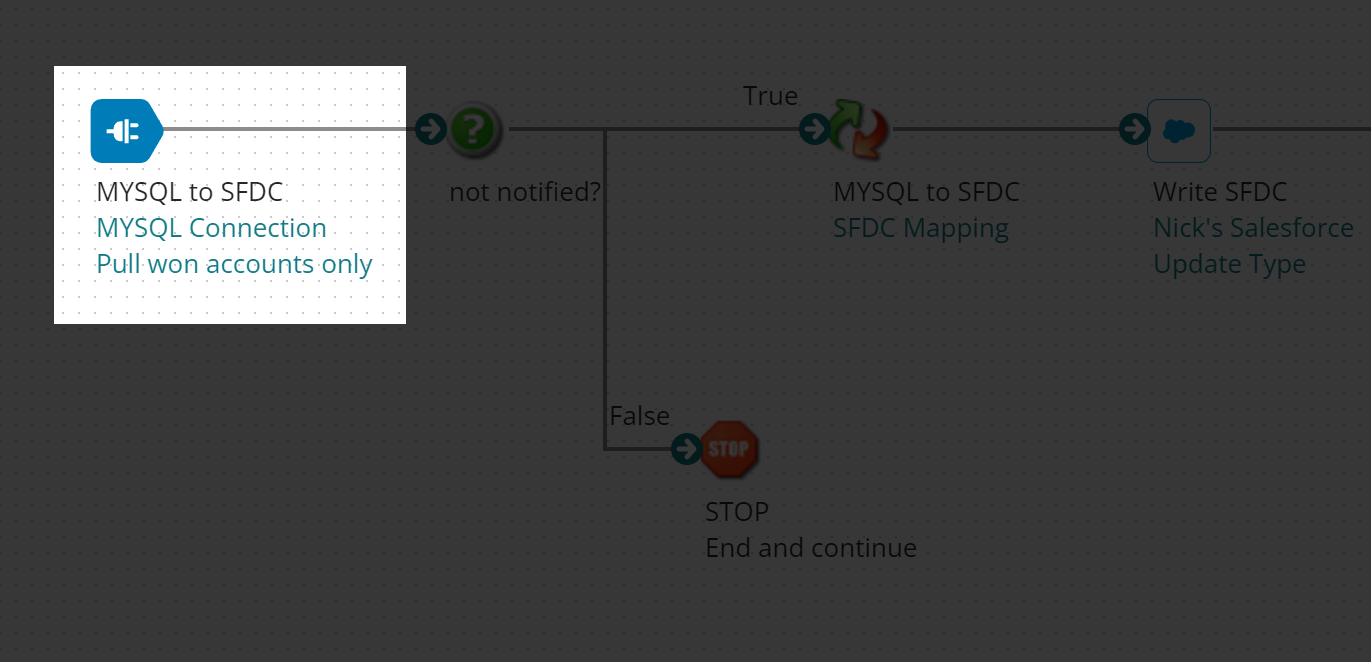 True
MYSQL to SFDC
MYSQL Connection
Pull won accounts only
?
not notified?
MYSQL to SFDC
SFDC Mapping
Write SFDC
Nick's Salesforce
Update Type
False
STOP
STOP
End and continue